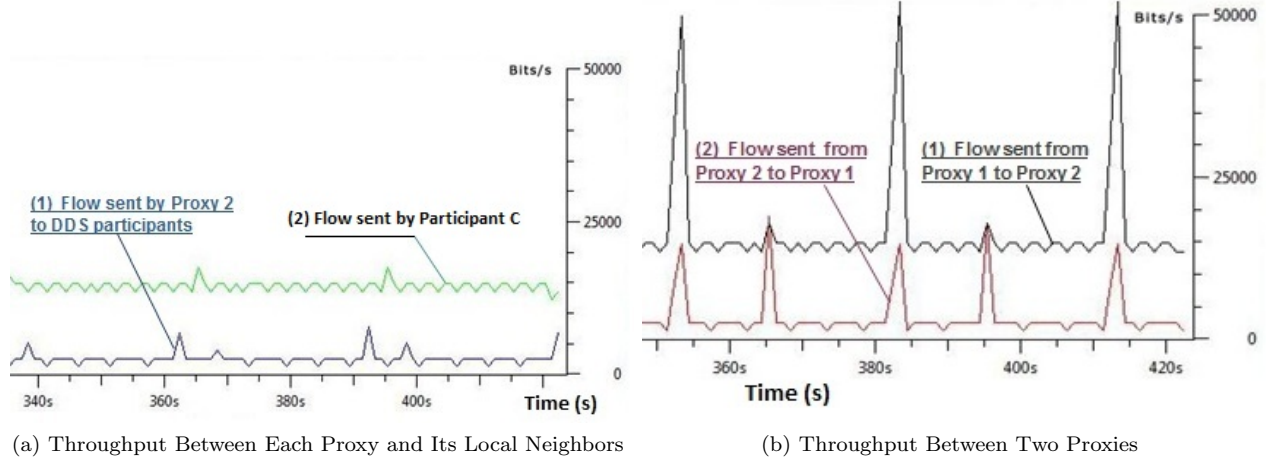 Bits/s
50000
(1) Flow sent by Proxy 2
to DDS participants
(2) Flow sent by Participant C
25000
0
340s 360s 380s 400s
Time (s)
(a) Throughput Between Each Proxy and Its Local Neighbors
Bits/s
50000
(2) Flow sent from
Proxy 2 to Proxy 1
(1) Flow sent from
Proxy 1 to Proxy 2
25000
0
360s 380s 400s 420s
Time (s)
(b) Throughput Between Two Proxies